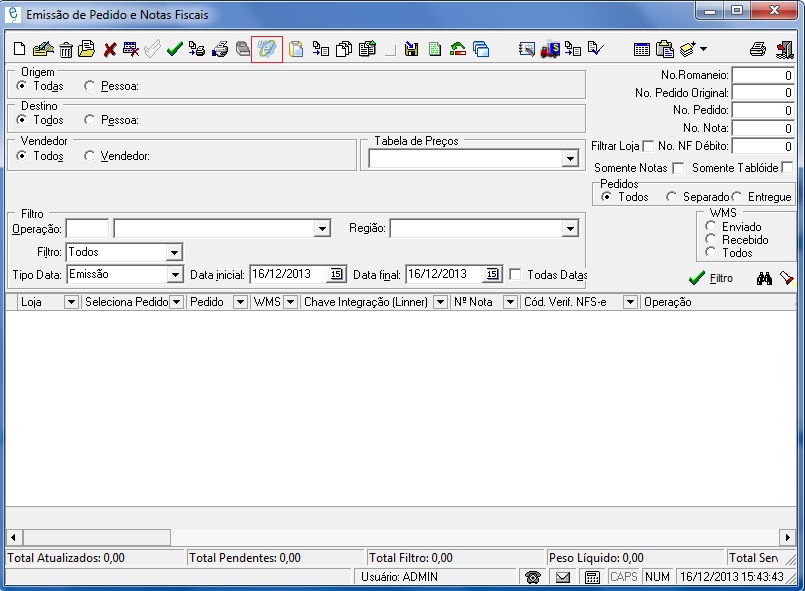 Emissão de Pedido e Notas Fiscais
Origem
Todas Pessoa:
Destino
Todos Pessoa:
Vendedor
Todos Vendedor:
Tabela de Preços
No.Romaneio: 0
No. Pedido Original: 0
No. Pedido: 0
No. Nota: 0
Filtrar Loja No. NF Débito: 0
Somente Notas Somente Tablóide
Pedidos
Todos Separado Entregue
WMS
Enviado
Recebido
Todos
Filtro
Operação: Região:
Filtro: Todos
Tipo Data: Emissão Data inicial: 16/12/2013 15 Data final: 16/12/2013 15 Todas Datas
Filtro
Loja Seleciona Pedido Pedido WMS Chave Integração (Linner) Nº Nota Cód. Verif. NFS-e Operação
Total Atualizados: 0,00 Total Pendentes: 0,00 Total Filtro: 0,00 Peso Líquido: 0,00 Total Serv
Usuário: ADMIN CAPS NUM 16/12/2013 15:43:43